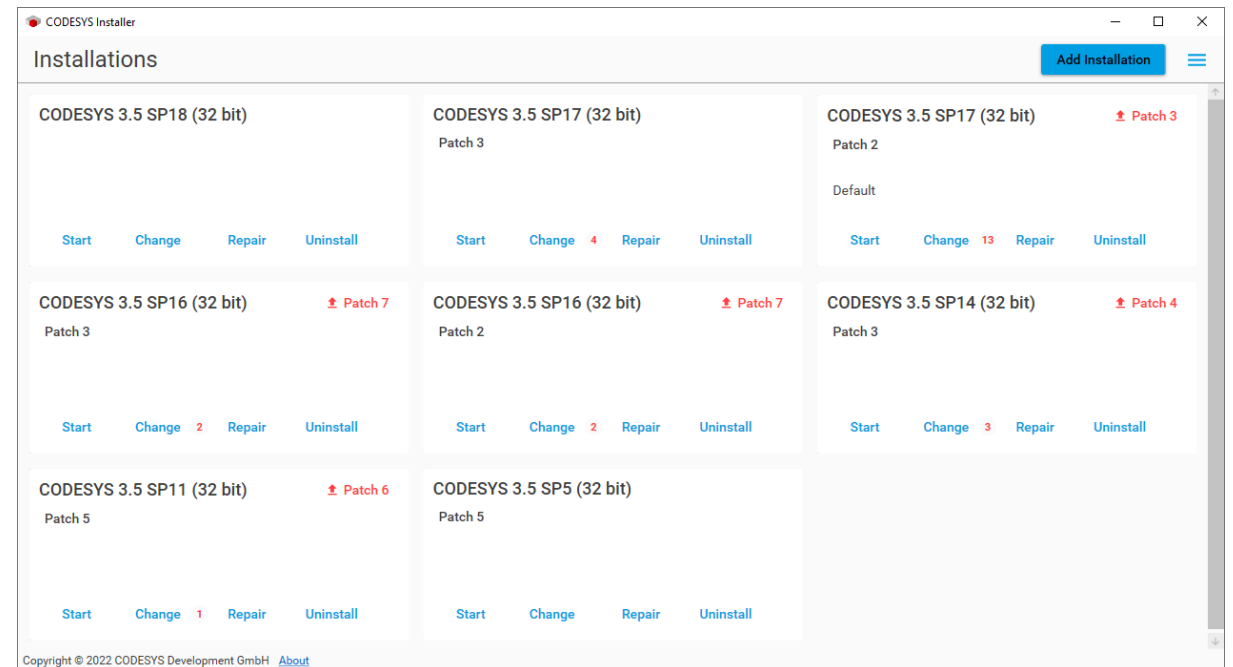 CODESYS Installer
Installations
Add Installation
CODESYS 3.5 SP18 (32 bit)
Start Change Repair Uninstall
CODESYS 3.5 SP17 (32 bit)
Patch 3
Start Change 4 Repair Uninstall
CODESYS 3.5 SP17 (32 bit) Patch 3
Patch 2
Default
Start Change 13 Repair Uninstall
CODESYS 3.5 SP16 (32 bit) Patch 7
Patch 3
Start Change 2 Repair Uninstall
CODESYS 3.5 SP16 (32 bit) Patch 7
Patch 2
Start Change 2 Repair Uninstall
CODESYS 3.5 SP14 (32 bit) Patch 4
Patch 3
Start Change 3 Repair Uninstall
CODESYS 3.5 SP11 (32 bit) Patch 6
Patch 5
Start Change 1 Repair Uninstall
CODESYS 3.5 SP5 (32 bit)
Patch 5
Start Change Repair Uninstall
Copyright © 2022 CODESYS Development GmbH About